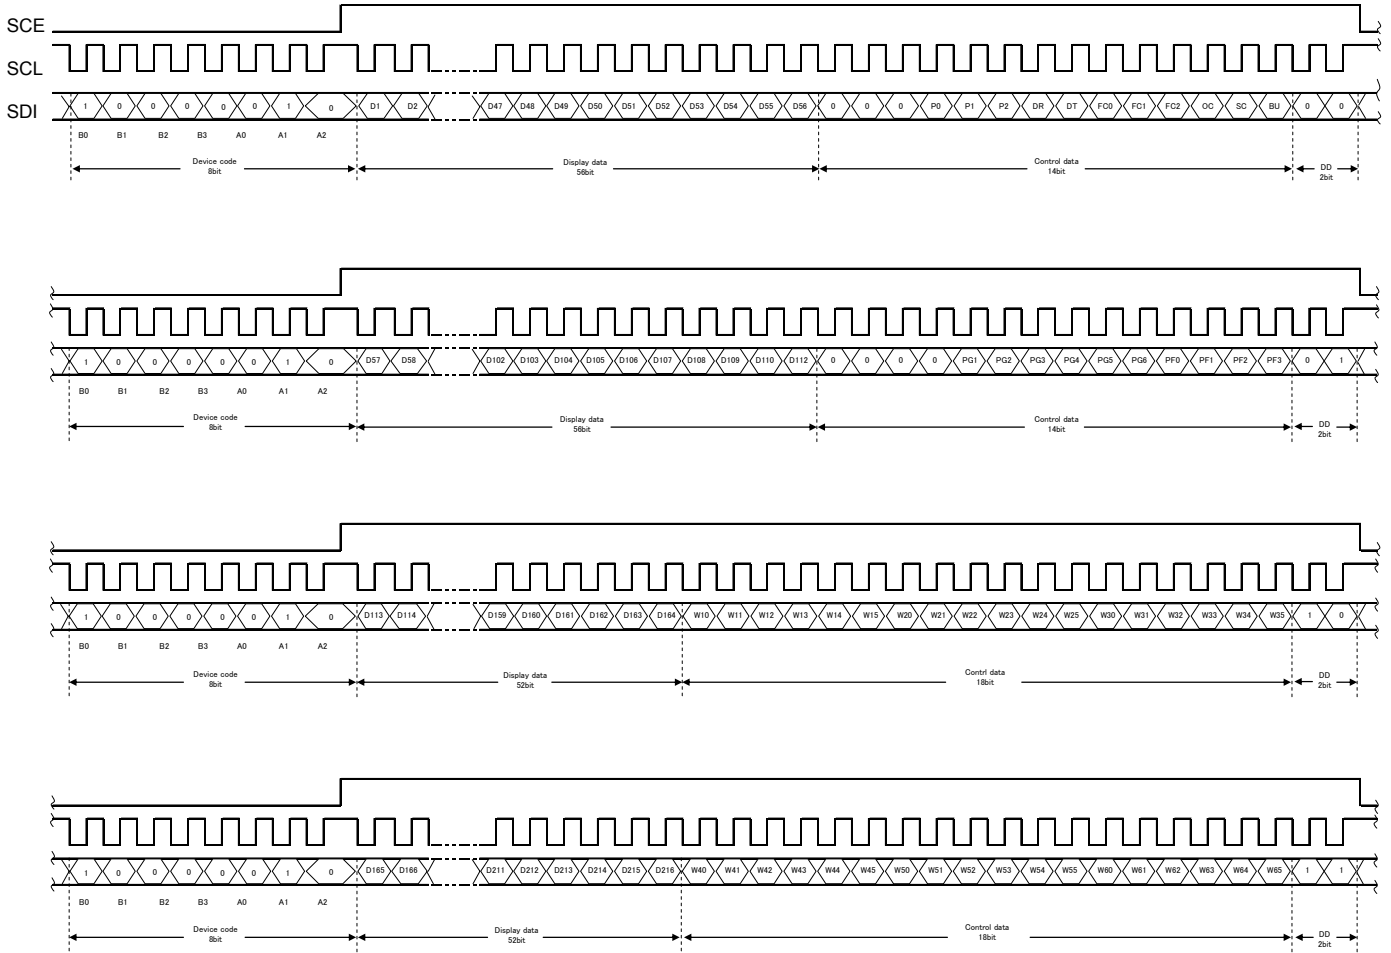 SCE
SCL
SDI
1 0 0 0 0 0 1 0 D1 D2 D47 D48 D49 D50 D51 D52 D53 D54 D55 D56 0 0 0 P0 P1 P2 DR DT FC0 FC1 FC2 OC SC BU 0 0
B0 B1 B2 B3 A0 A1 A2
Device code Display data Control data DD
8bit 56bit 14bit 2bit
1 0 0 0 0 0 1 0 D57 D58 D102 D103 D104 D105 D106 D107 D108 D109 D110 D112 0 0 0 0 PG1 PG2 PG3 PG4 PG5 PG6 PF0 PF1 PF2 PF3 0 1
B0 B1 B2 B3 A0 A1 A2
Device code Display data Control data DD
8bit 56bit 14bit 2bit
1 0 0 0 0 0 1 0 D113 D114 D159 D160 D161 D162 D163 D164 W10 W11 W12 W13 W14 W15 W20 W21 W22 W23 W24 W25 W30 W31 W32 W33 W34 W35 1 0
B0 B1 B2 B3 A0 A1 A2
Device code Display data Contrl data DD
8bit 52bit 18bit 2bit
1 0 0 0 0 0 1 0 D165 D166 D211 D212 D213 D214 D215 D216 W40 W41 W42 W43 W44 W45 W50 W51 W52 W53 W54 W55 W60 W61 W62 W63 W64 W65 1 1
B0 B1 B2 B3 A0 A1 A2
Device code Display data Control data DD
8bit 52bit 18bit 2bit